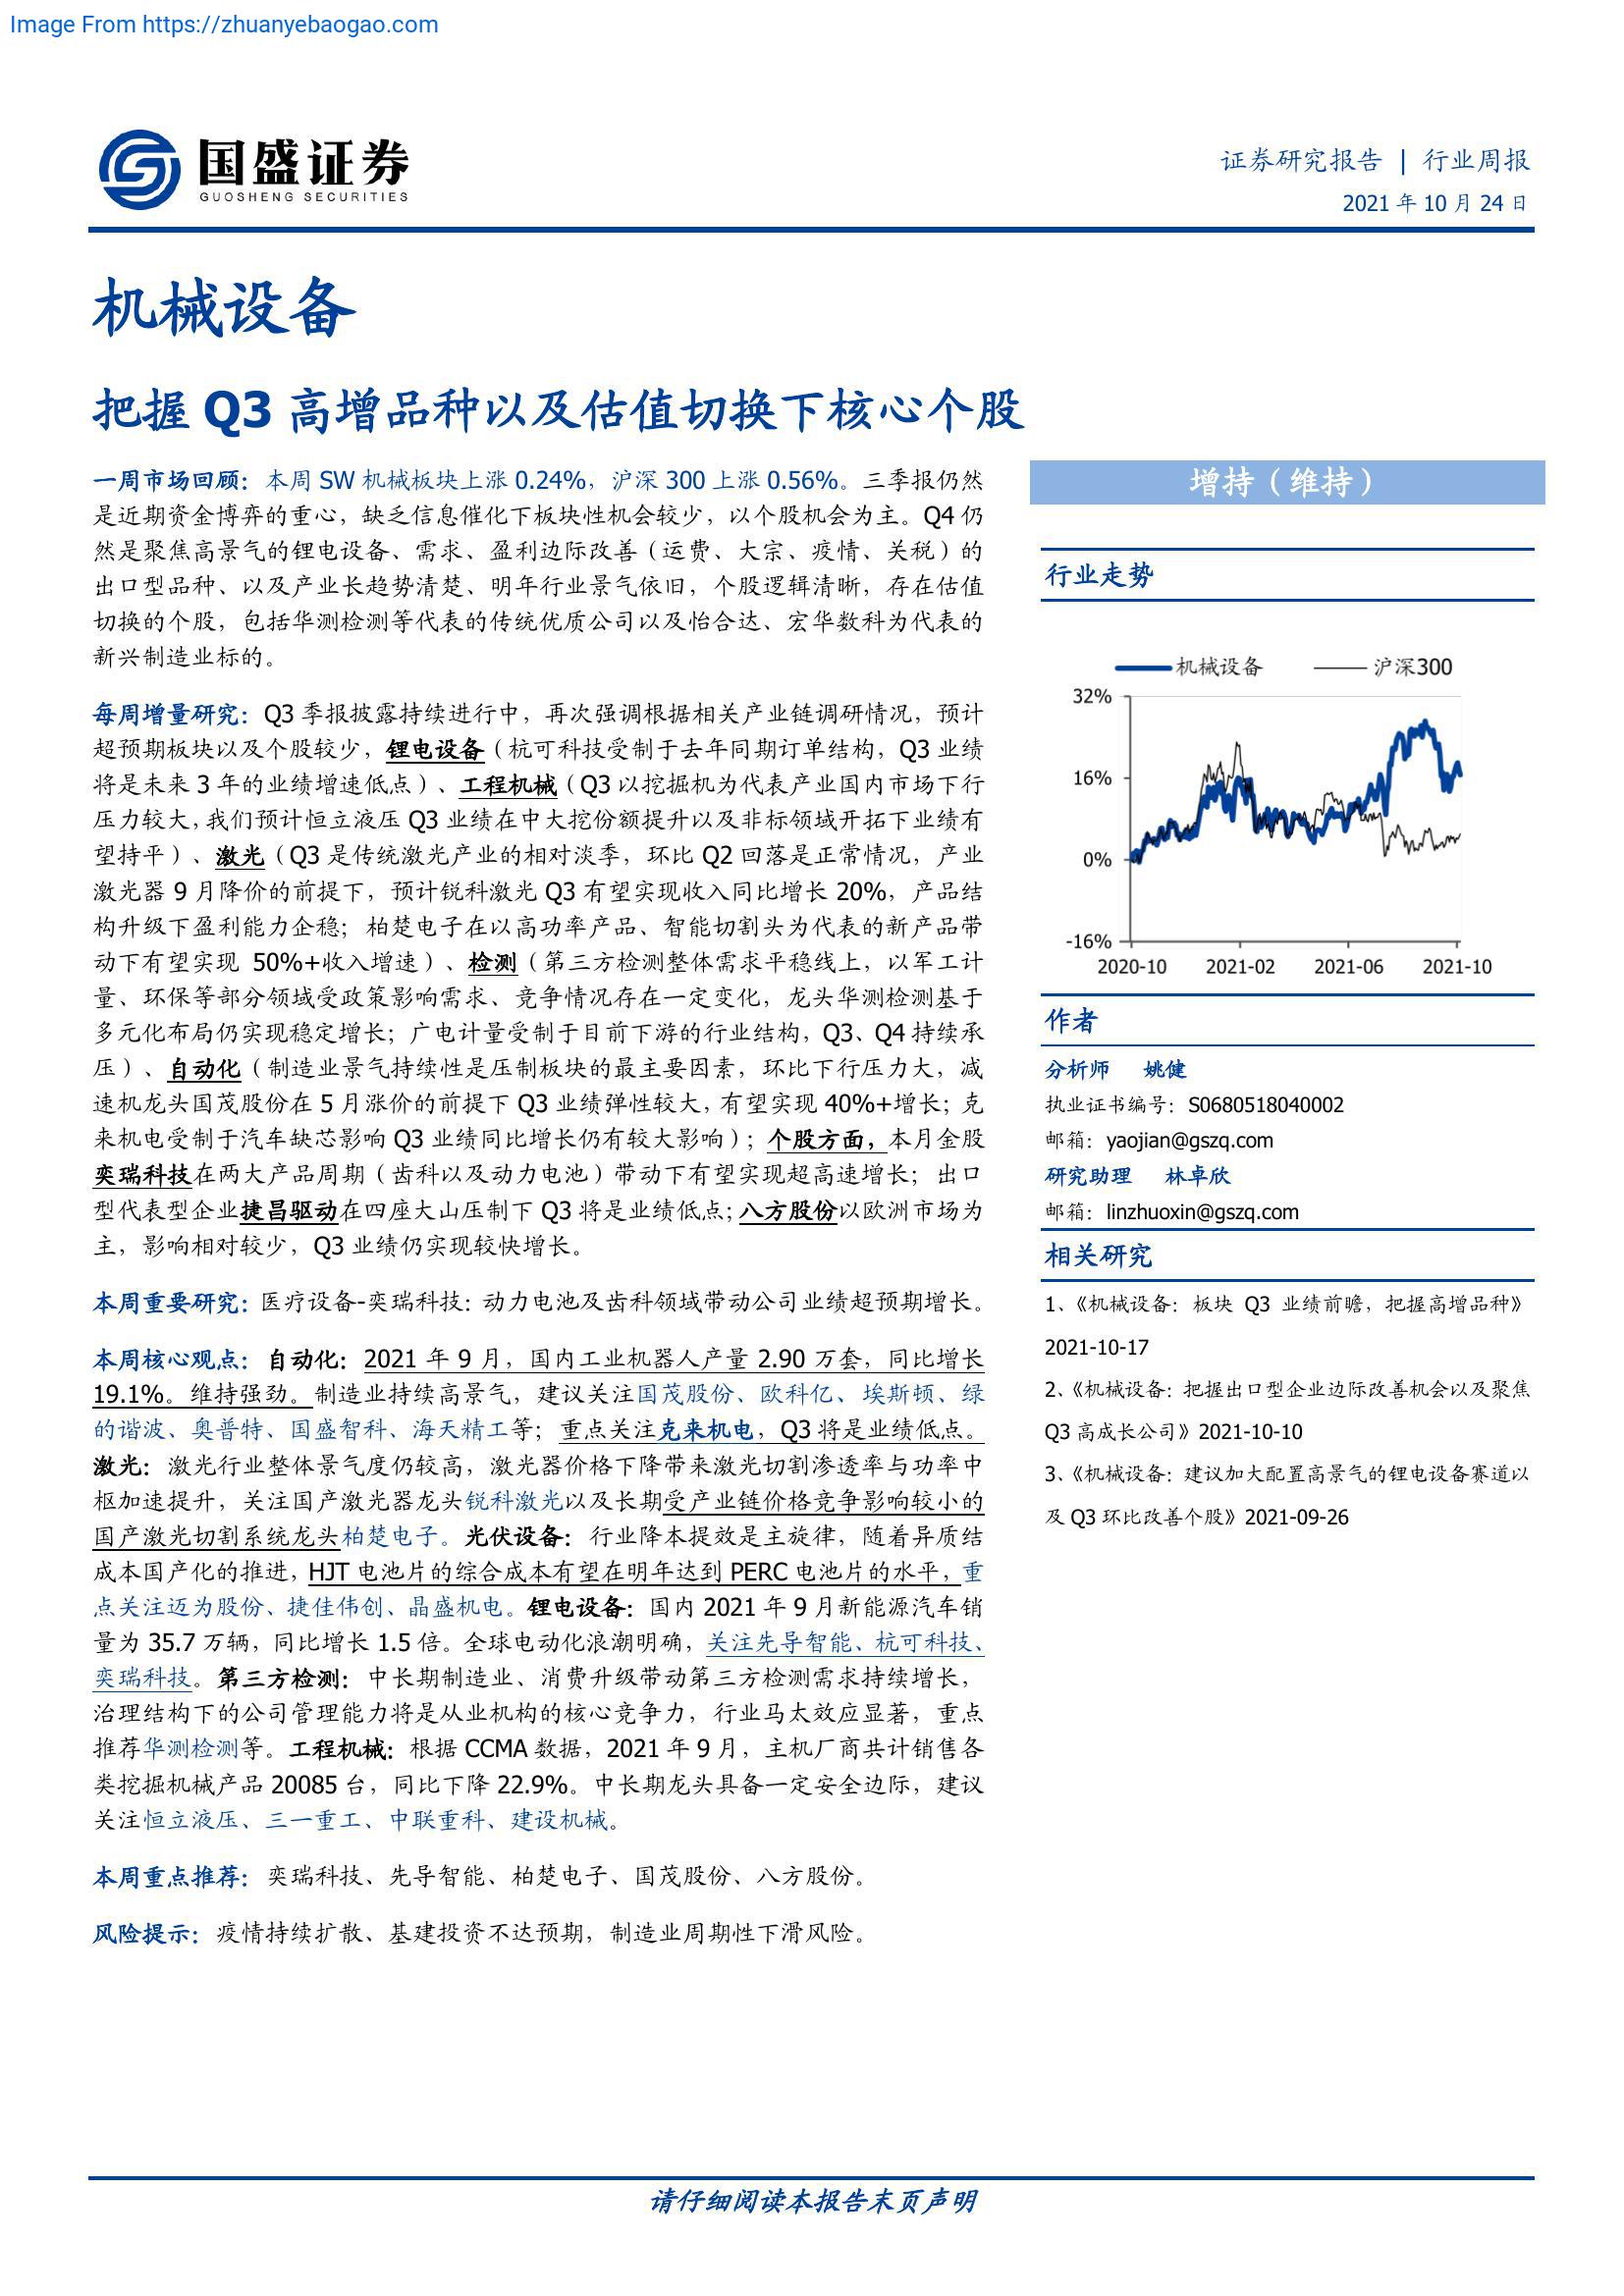 Image From https://zhuanyebaogao.com
国盛证券
GUOSHENG SECURITIES
证券研究报告 | 行业周报
2021 年 10 月 24 日
机械设备
把握 Q3 高增品种以及估值切换下核心个股
一周市场回顾：本周 SW 机械板块上涨 0.24%，沪深 300 上涨 0.56%。三季报仍然
是近期资金博弈的重心，缺乏信息催化下板块性机会较少，以个股机会为主。Q4 仍
然是聚焦高景气的锂电设备、需求、盈利边际改善（运费、大宗、疫情、关税）的
出口型品种、以及产业长趋势清楚、明年行业景气依旧，个股逻辑清晰，存在估值
切换的个股，包括华测检测等代表的传统优质公司以及怡合达、宏华数科为代表的
新兴制造业标的。
每周增量研究：Q3 季报披露持续进行中，再次强调根据相关产业链调研情况，预计
超预期板块以及个股较少，锂电设备（杭可科技受制于去年同期订单结构，Q3 业绩
将是未来 3 年的业绩增速低点）、工程机械（Q3 以挖掘机为代表产业国内市场下行
压力较大，我们预计恒立液压 Q3 业绩在中大挖份额提升以及非标领域开拓下业绩有
望持平）、激光（Q3 是传统激光产业的相对淡季，环比 Q2 回落是正常情况，产业
激光器 9 月降价的前提下，预计锐科激光 Q3 有望实现收入同比增长 20%，产品结
构升级下盈利能力企稳；柏楚电子在以高功率产品、智能切割头为代表的新产品带
动下有望实现 50%+收入增速）、检测（第三方检测整体需求平稳线上，以军工计
量、环保等部分领域受政策影响需求、竞争情况存在一定变化，龙头华测检测基于
多元化布局仍实现稳定增长；广电计量受制于目前下游的行业结构，Q3、Q4 持续承
压）、自动化（制造业景气持续性是压制板块的最主要因素，环比下行压力大，减
速机龙头国茂股份在 5 月涨价的前提下 Q3 业绩弹性较大，有望实现 40%+增长；克
来机电受制于汽车缺芯影响 Q3 业绩同比增长仍有较大影响）；个股方面，本月金股
奕瑞科技在两大产品周期（齿科以及动力电池）带动下有望实现超高速增长；出口
型代表型企业捷昌驱动在四座大山压制下 Q3 将是业绩低点；八方股份以欧洲市场为
主，影响相对较少，Q3 业绩仍实现较快增长。
本周重要研究：医疗设备-奕瑞科技：动力电池及齿科领域带动公司业绩超预期增长。
本周核心观点：自动化：2021 年 9 月，国内工业机器人产量 2.90 万套，同比增长
19.1%。维持强劲。制造业持续高景气，建议关注国茂股份、欧科亿、埃斯顿、绿
的谐波、奥普特、国盛智科、海天精工等；重点关注克来机电，Q3 将是业绩低点。
激光：激光行业整体景气度仍较高，激光器价格下降带来激光切割渗透率与功率中
枢加速提升，关注国产激光器龙头锐科激光以及长期受产业链价格竞争影响较小的
国产激光切割系统龙头柏楚电子。光伏设备：行业降本提效是主旋律，随着异质结
成本国产化的推进，HJT 电池片的综合成本有望在明年达到 PERC 电池片的水平，重
点关注迈为股份、捷佳伟创、晶盛机电。锂电设备：国内 2021 年 9 月新能源汽车销
量为 35.7 万辆，同比增长 1.5 倍。全球电动化浪潮明确，关注先导智能、杭可科技、
奕瑞科技。第三方检测：中长期制造业、消费升级带动第三方检测需求持续增长，
治理结构下的公司管理能力将是从业机构的核心竞争力，行业马太效应显著，重点
推荐华测检测等。工程机械：根据 CCMA 数据，2021 年 9 月，主机厂商共计销售各
类挖掘机械产品 20085 台，同比下降 22.9%。中长期龙头具备一定安全边际，建议
关注恒立液压、三一重工、中联重科、建设机械。
本周重点推荐：奕瑞科技、先导智能、柏楚电子、国茂股份、八方股份。
风险提示：疫情持续扩散、基建投资不达预期，制造业周期性下滑风险。
增持（维持）
行业走势
机械设备 沪深300
32%
16%
0%
-16%
2020-10 2021-02 2021-06 2021-10
作者
分析师 姚健
执业证书编号：S0680518040002
邮箱：yaojian@gszq.com
研究助理 林卓欣
邮箱：linzhuoxin@gszq.com
相关研究
1、《机械设备：板块 Q3 业绩前瞻，把握高增品种》
2021-10-17
2、《机械设备：把握出口型企业边际改善机会以及聚焦
Q3 高成长公司》2021-10-10
3、《机械设备：建议加大配置高景气的锂电设备赛道以
及 Q3 环比改善个股》2021-09-26
请仔细阅读本报告末页声明